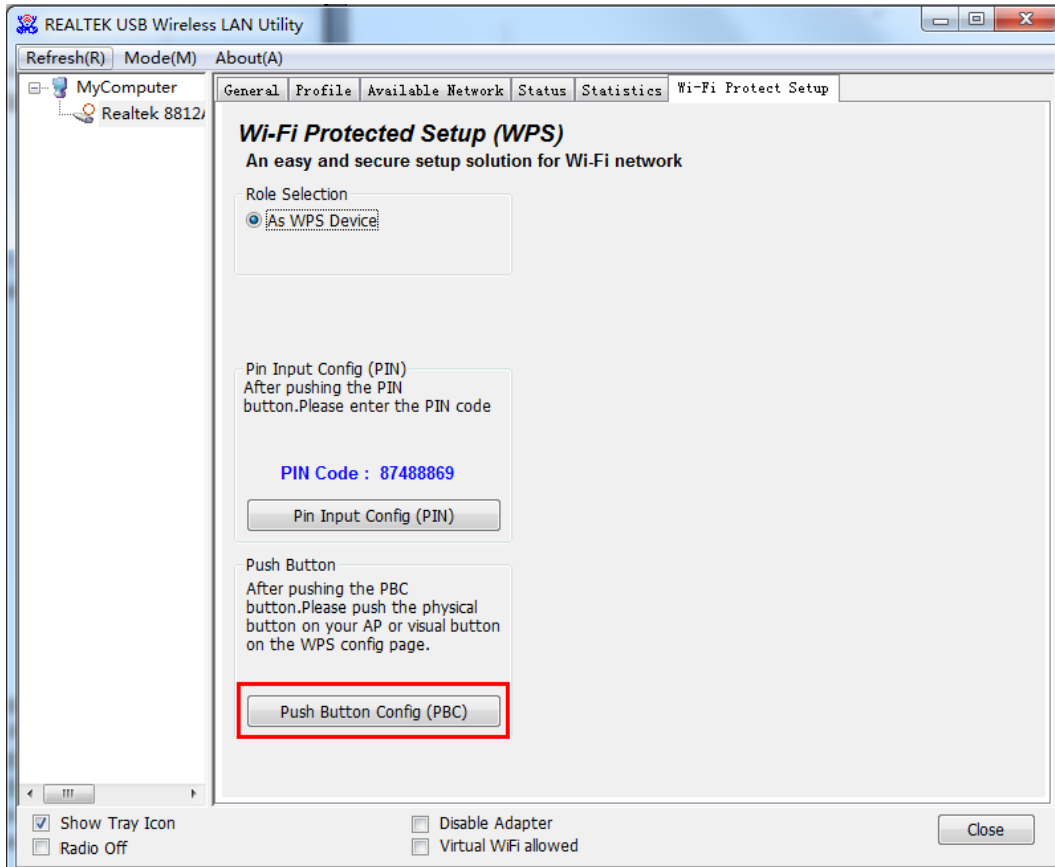 REALTEK USB Wireless LAN Utility
Refresh(R) Mode(M) About(A)
MyComputer
Realtek 8812A
General Profile Available Network Status Statistics Wi-Fi Protect Setup
Wi-Fi Protected Setup (WPS)
An easy and secure setup solution for Wi-Fi network
Role Selection
As WPS Device
Pin Input Config (PIN)
After pushing the PIN
button.Please enter the PIN code
PIN Code : 87488869
Pin Input Config (PIN)
Push Button
After pushing the PBC
button.Please push the physical
button on your AP or visual button
on the WPS config page.
Push Button Config (PBC)
Show Tray Icon
Radio Off
Disable Adapter
Virtual WiFi allowed
Close